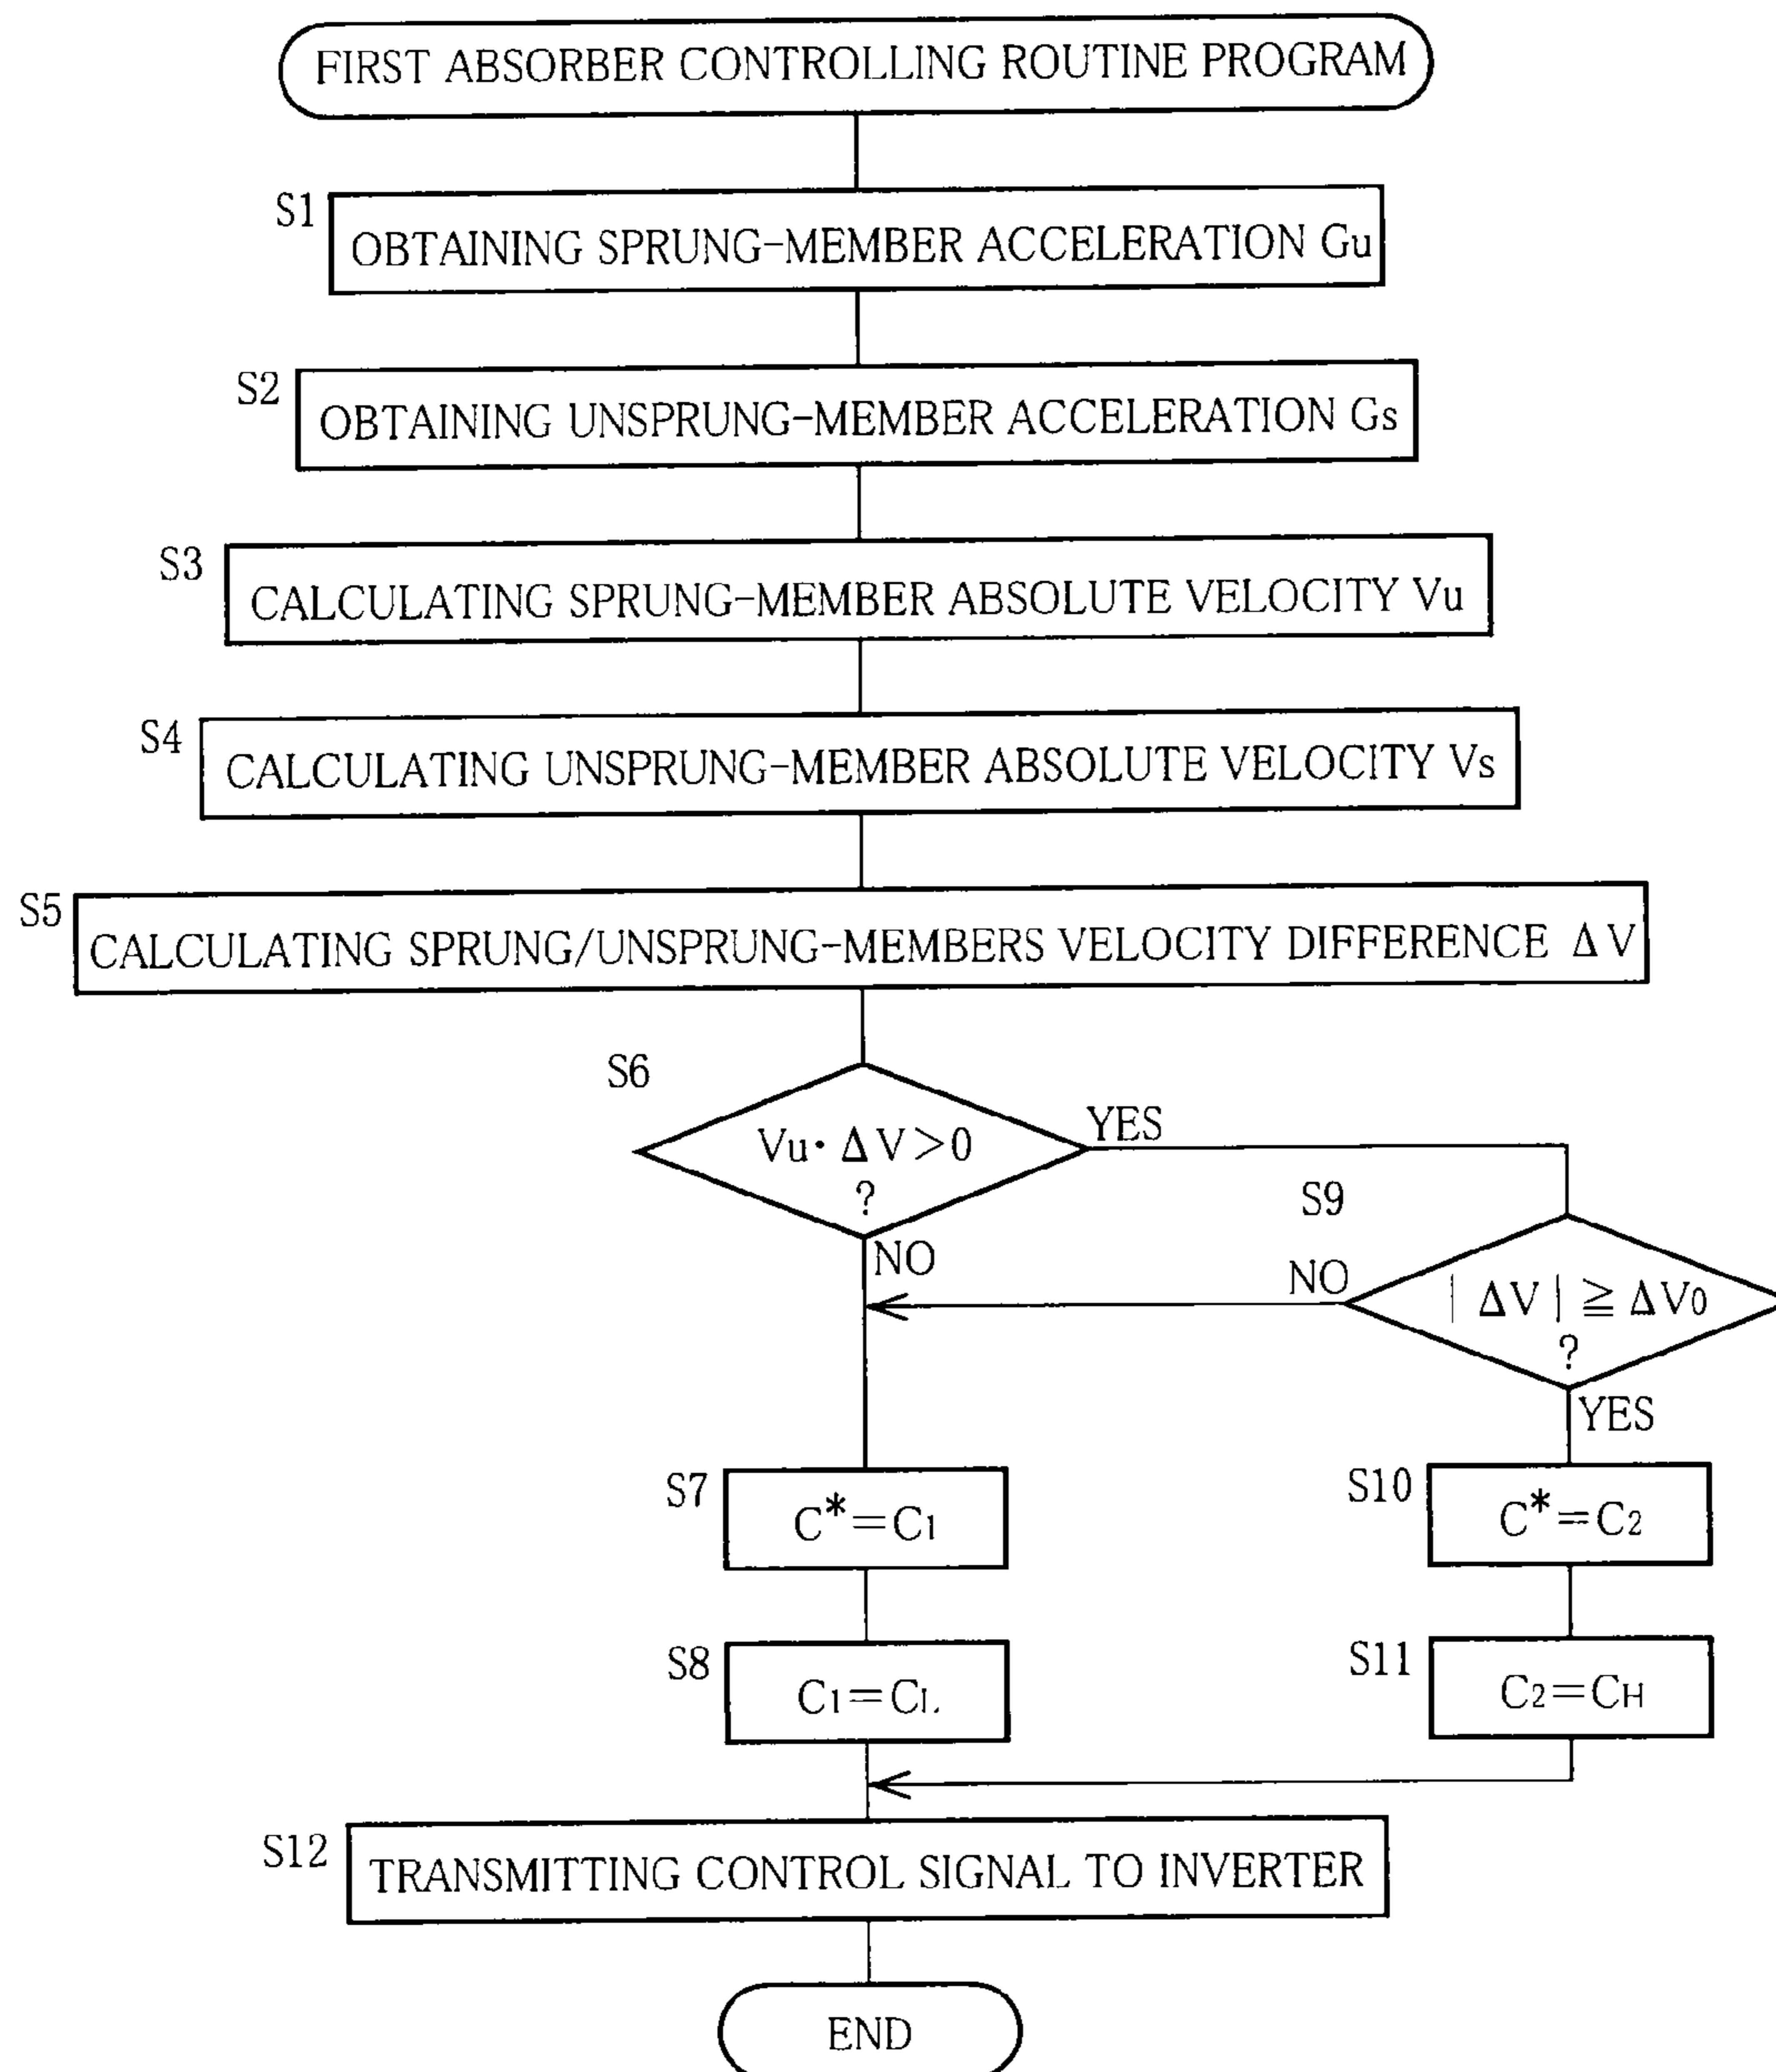 FIRST ABSORBER CONTROLLING ROUTINE PROGRAM
S1
OBTAINING SPRUNG-MEMBER ACCELERATION Gu
S2
OBTAINING UNSPRUNG-MEMBER ACCELERATION Gs
S3
CALCULATING SPRUNG-MEMBER ABSOLUTE VELOCITY Vu
S4
CALCULATING UNSPRUNG-MEMBER ABSOLUTE VELOCITY Vs
S5
CALCULATING SPRUNG/UNSPRUNG-MEMBERS VELOCITY DIFFERENCE ΔV
S6
Vu・ΔV>0
?
YES
NO
S9
|ΔV|≧ΔV0
?
NO
YES
S7
C*=C1
S10
C*=C2
S8
C1=CL
S11
C2=CH
S12
TRANSMITTING CONTROL SIGNAL TO INVERTER
END